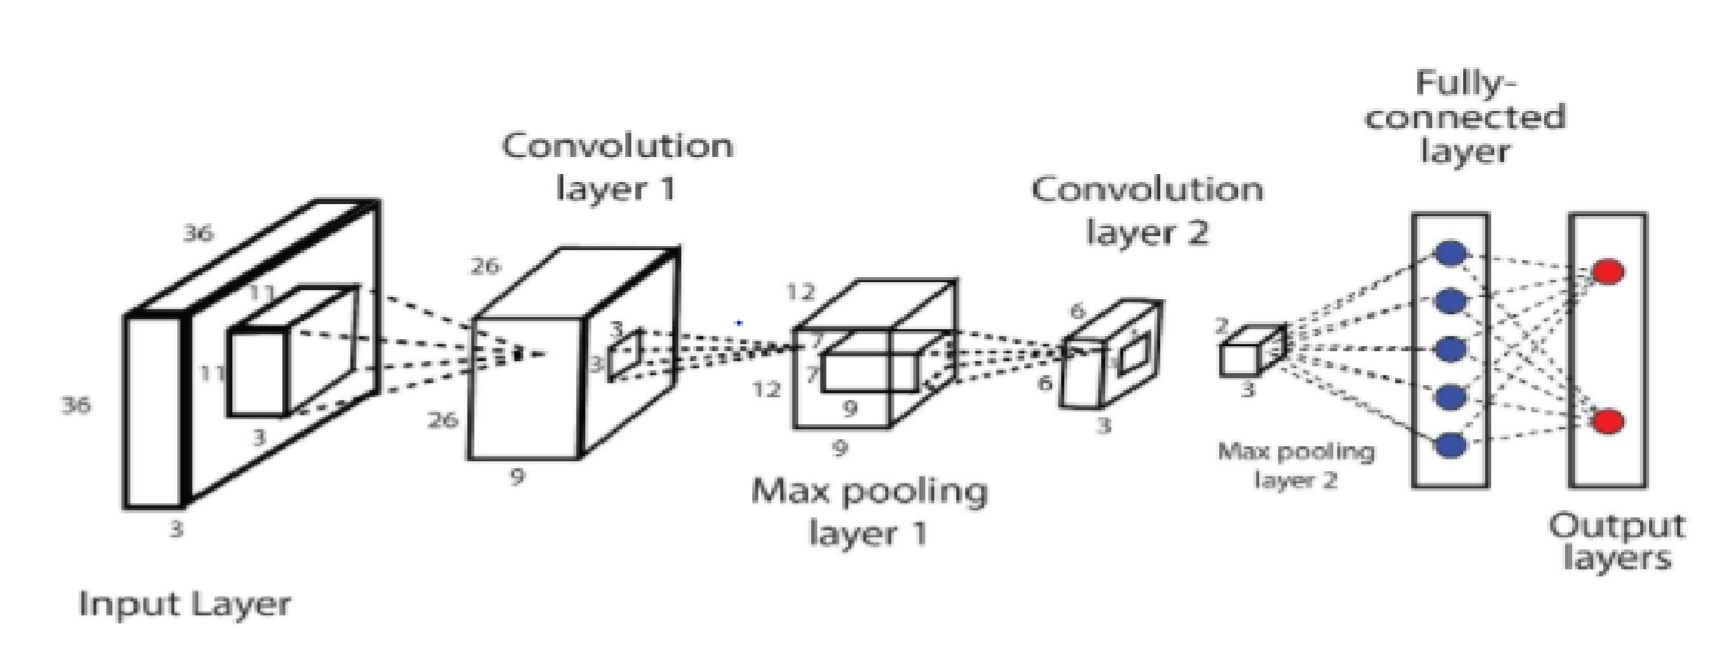 Fully-
connected
layer
Convolution
layer 1
Convolution
layer 2
36
11
11
3
36
3
Input Layer
26
26
9
3
3
12
12
7
7
9
9
Max pooling
layer 1
6
6
3
2
3
Max pooling
layer 2
Output
layers